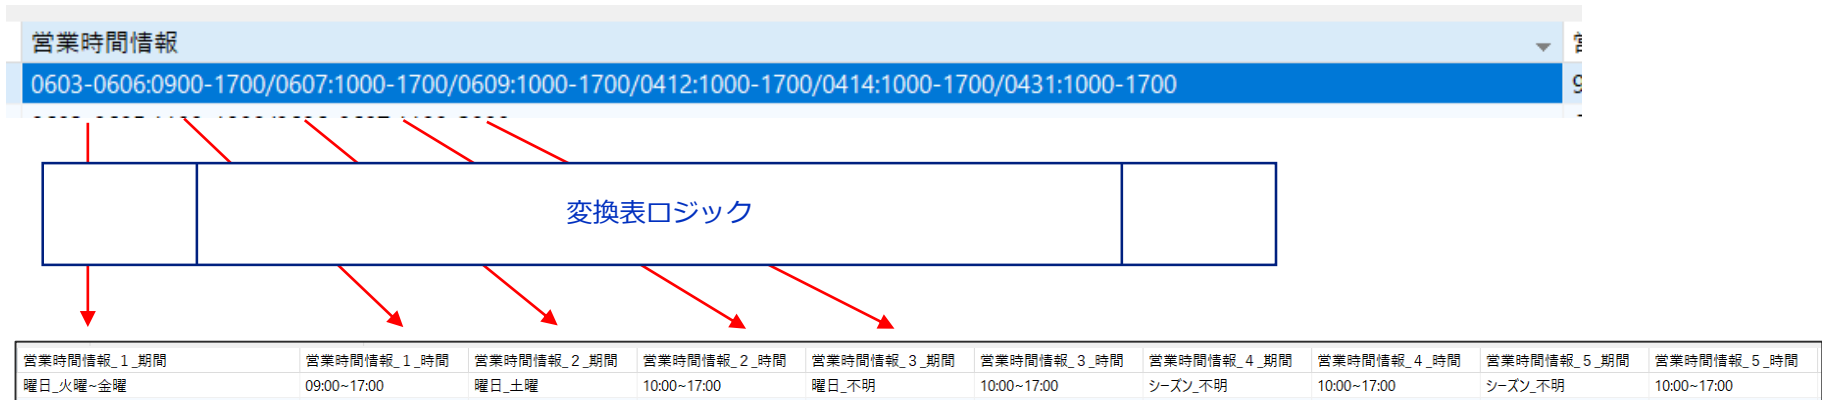 営業時間情報
0603-0606:0900-1700/0607:1000-1700/0609:1000-1700/0412:1000-1700/0414:1000-1700/0431:1000-1700
変換表ロジック
営業時間情報_1_期間 営業時間情報_1_時間 営業時間情報_2_期間 営業時間情報_2_時間 営業時間情報_3_期間 営業時間情報_3_時間 営業時間情報_4_期間 営業時間情報_4_時間 営業時間情報_5_期間 営業時間情報_5_時間
曜日_火曜~金曜 09:00~17:00 曜日_土曜 10:00~17:00 曜日_不明 10:00~17:00 シーズン_不明 10:00~17:00 シーズン_不明 10:00~17:00